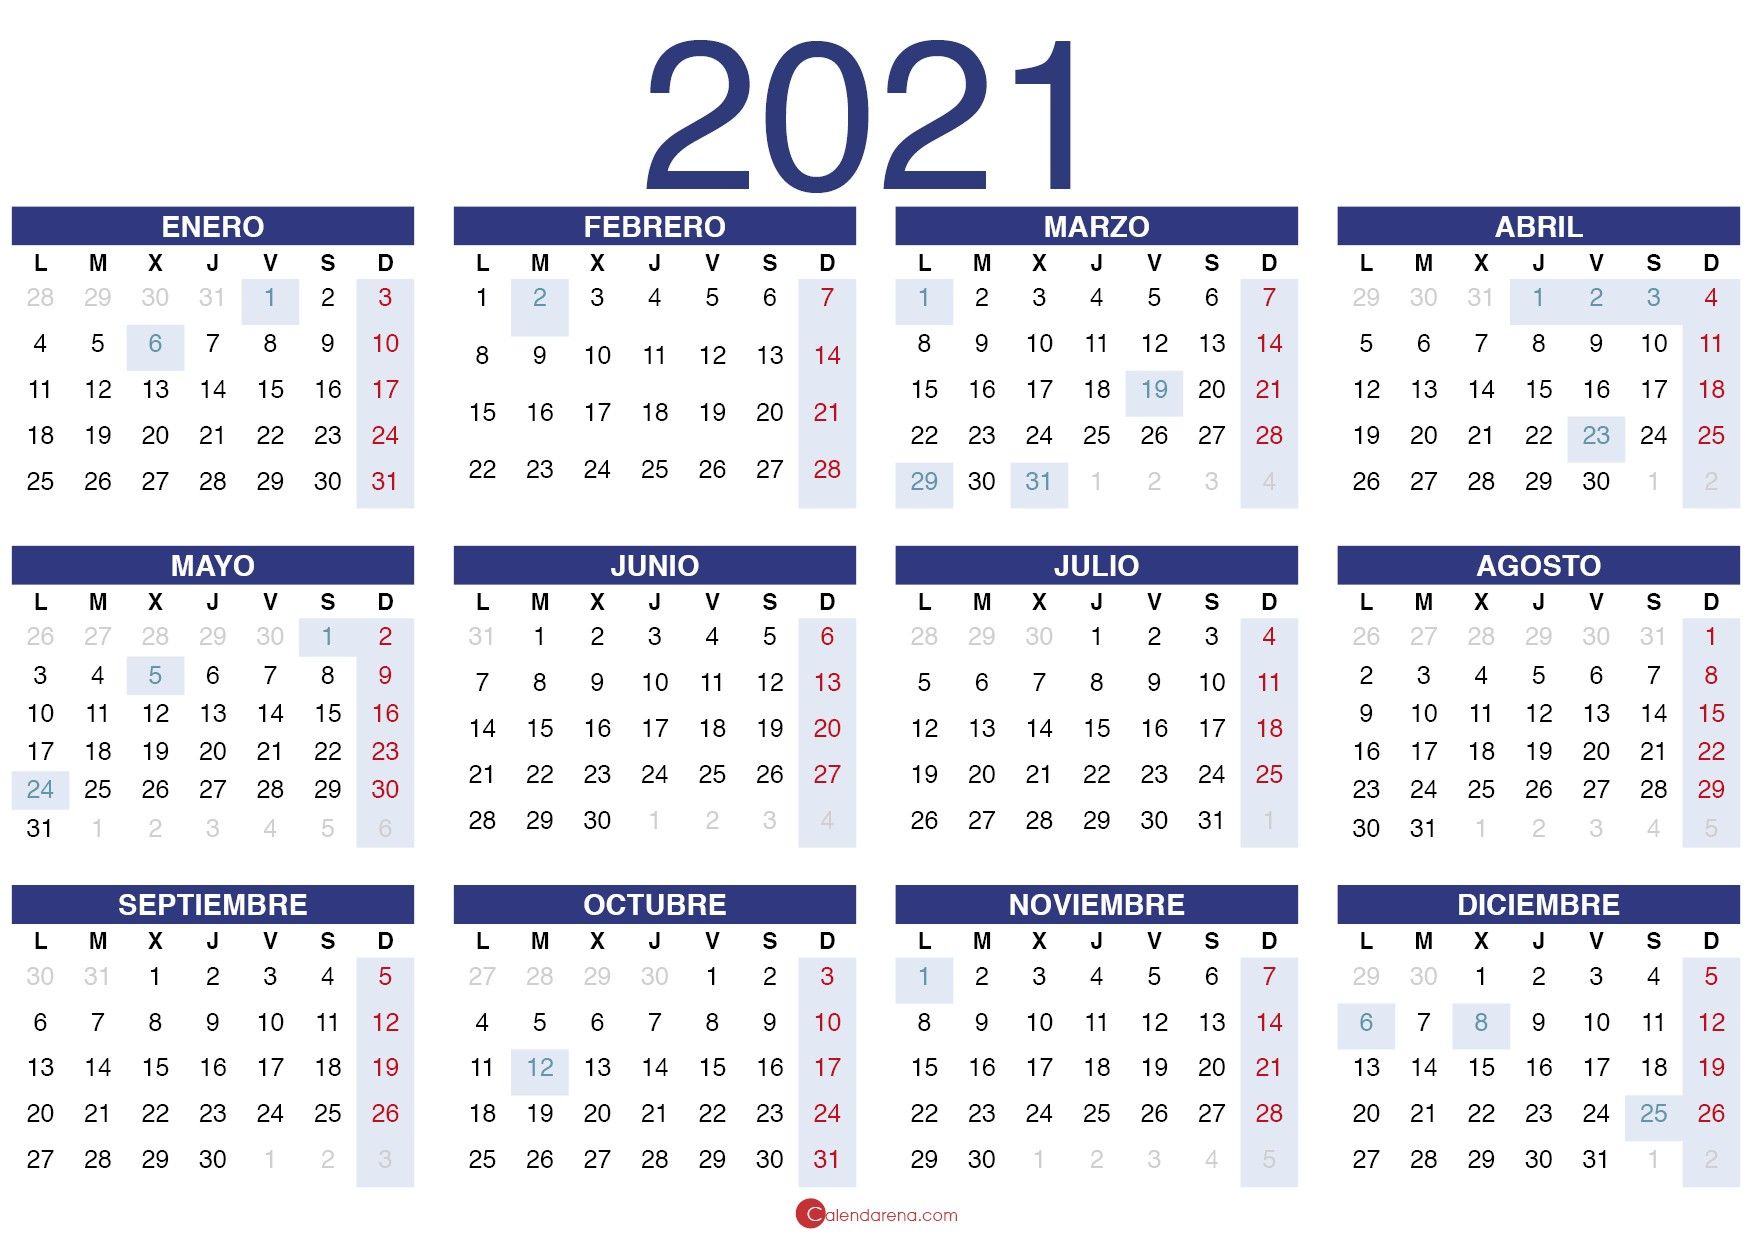 2021
ENERO
L M X J V S D
28 29 30 31 1 2 3
4 5 6 7 8 9 10
11 12 13 14 15 16 17
18 19 20 21 22 23 24
25 26 27 28 29 30 31
FEBRERO
L M X J V S D
1 2 3 4 5 6 7
8 9 10 11 12 13 14
15 16 17 18 19 20 21
22 23 24 25 26 27 28
MARZO
L M X J V S D
1 2 3 4 5 6 7
8 9 10 11 12 13 14
15 16 17 18 19 20 21
22 23 24 25 26 27 28
29 30 31 1 2 3 4
ABRIL
L M X J V S D
29 30 31 1 2 3 4
5 6 7 8 9 10 11
12 13 14 15 16 17 18
19 20 21 22 23 24 25
26 27 28 29 30 1 2
MAYO
L M X J V S D
26 27 28 29 30 1 2
3 4 5 6 7 8 9
10 11 12 13 14 15 16
17 18 19 20 21 22 23
24 25 26 27 28 29 30
31 1 2 3 4 5 6
JUNIO
L M X J V S D
31 1 2 3 4 5 6
7 8 9 10 11 12 13
14 15 16 17 18 19 20
21 22 23 24 25 26 27
28 29 30 1 2 3 4
JULIO
L M X J V S D
28 29 30 1 2 3 4
5 6 7 8 9 10 11
12 13 14 15 16 17 18
19 20 21 22 23 24 25
26 27 28 29 30 31 1
AGOSTO
L M X J V S D
26 27 28 29 30 31 1
2 3 4 5 6 7 8
9 10 11 12 13 14 15
16 17 18 19 20 21 22
23 24 25 26 27 28 29
30 31 1 2 3 4 5
SEPTIEMBRE
L M X J V S D
30 31 1 2 3 4 5
6 7 8 9 10 11 12
13 14 15 16 17 18 19
20 21 22 23 24 25 26
27 28 29 30 1 2 3
OCTUBRE
L M X J V S D
27 28 29 30 1 2 3
4 5 6 7 8 9 10
11 12 13 14 15 16 17
18 19 20 21 22 23 24
25 26 27 28 29 30 31
NOVIEMBRE
L M X J V S D
1 2 3 4 5 6 7
8 9 10 11 12 13 14
15 16 17 18 19 20 21
22 23 24 25 26 27 28
29 30 1 2 3 4 5
DICIEMBRE
L M X J V S D
29 30 1 2 3 4 5
6 7 8 9 10 11 12
13 14 15 16 17 18 19
20 21 22 23 24 25 26
27 28 29 30 31 1 2
Calendarena.com